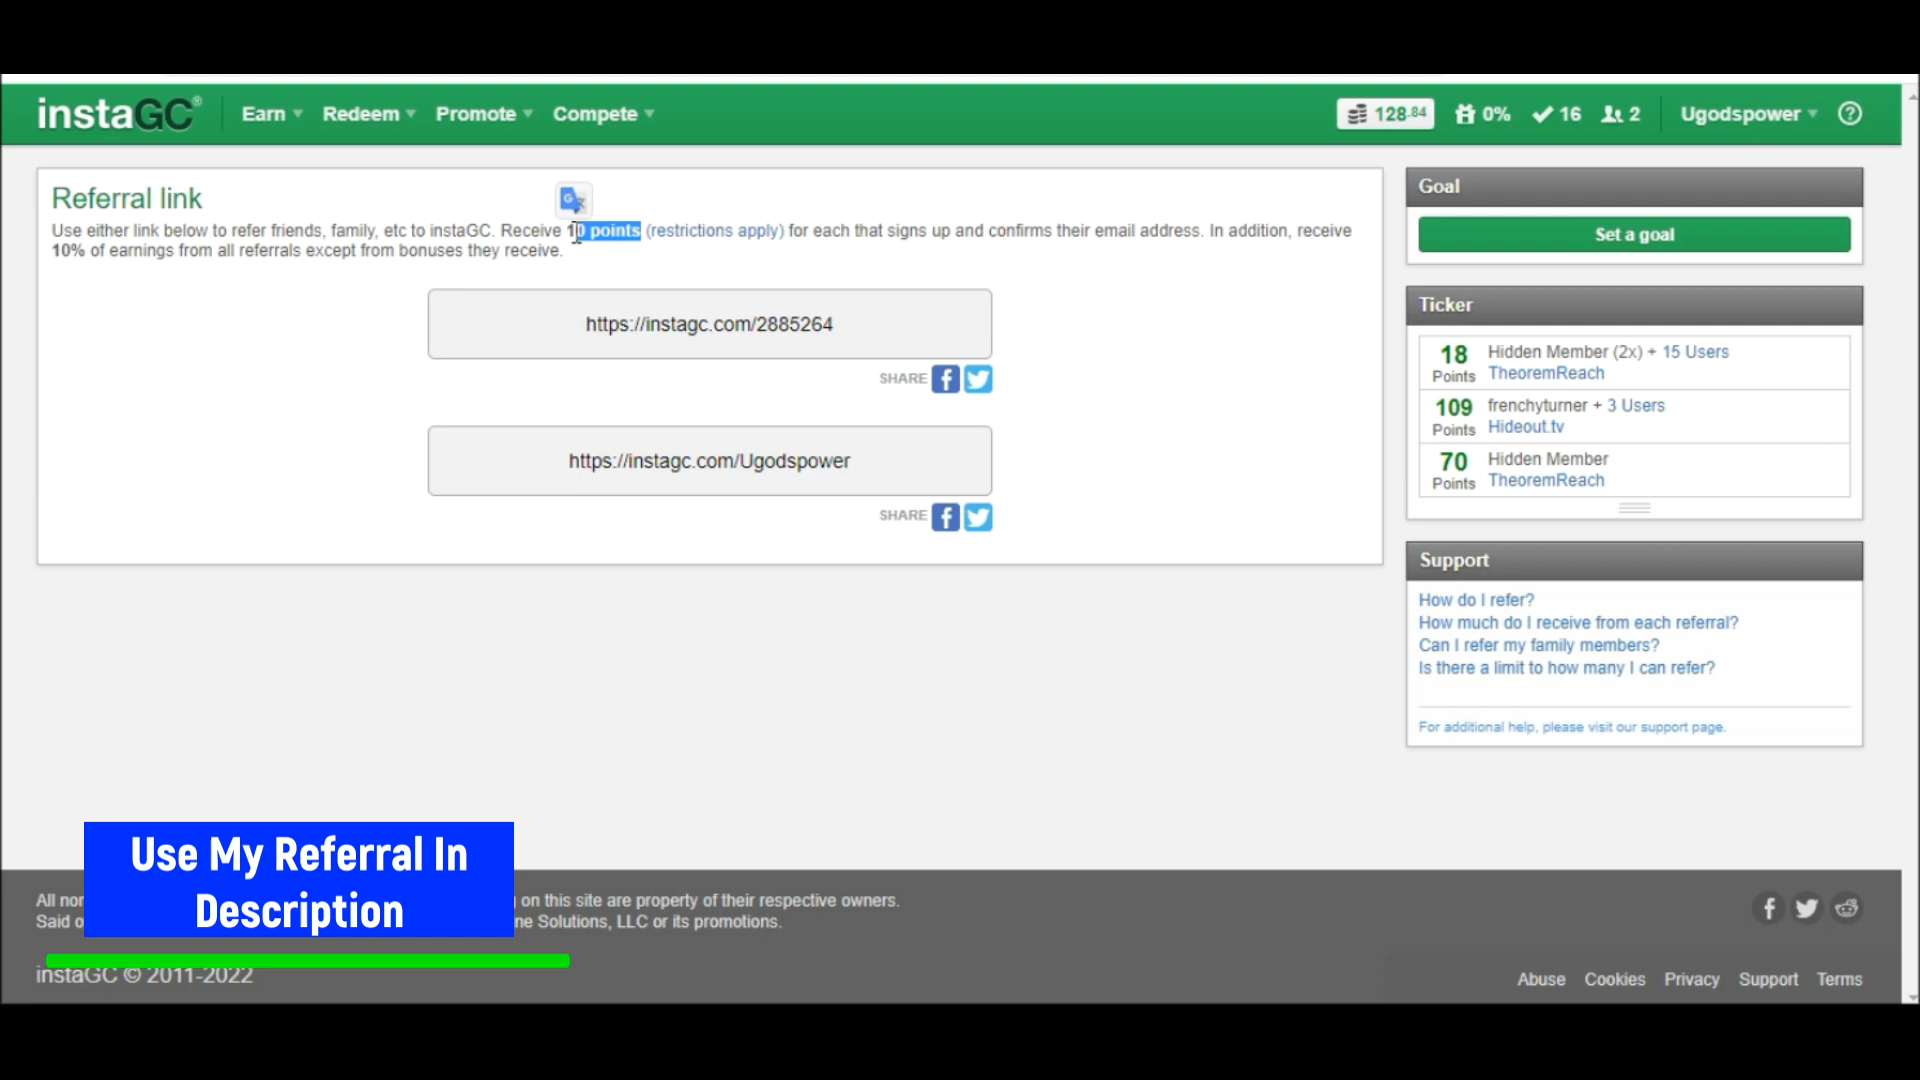 instaGC®
Earn
Redeem
Promote
Compete
128.84
0%
16
2
Ugodspower
?
Referral link
Use either link below to refer friends, family, etc to instaGC. Receive 10 points (restrictions apply) for each that signs up and confirms their email address. In addition, receive
10% of earnings from all referrals except from bonuses they receive.
https://instagc.com/2885264
SHARE
https://instagc.com/Ugodspower
SHARE
Goal
Set a goal
Ticker
18 Hidden Member (2x) + 15 Users
Points TheoremReach
109 frenchyturner + 3 Users
Points Hideout.tv
70 Hidden Member
Points TheoremReach
Support
How do I refer?
How much do I receive from each referral?
Can I refer my family members?
Is there a limit to how many I can refer?
For additional help, please visit our support page.
Use My Referral In
Description
All on this site are property of their respective owners.
Said Solutions, LLC or its promotions.
instaGC © 2011-2022
Abuse
Cookies
Privacy
Support
Terms